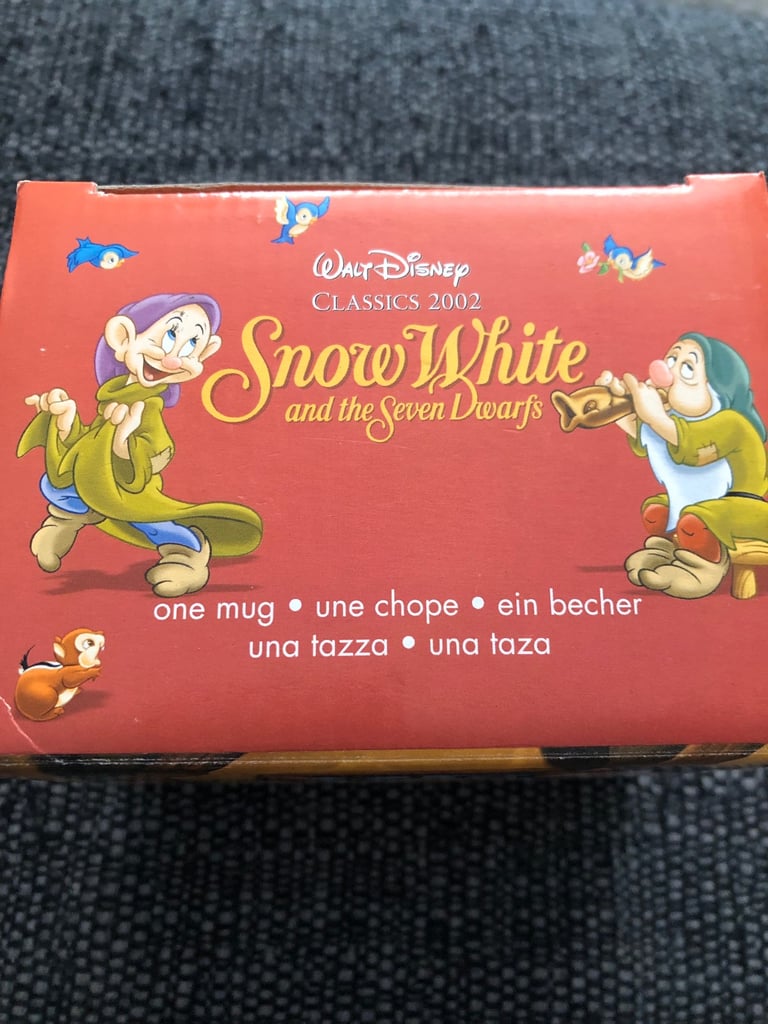 Walt Disney
Classics 2002
Snow White
and the Seven Dwarfs
one mug • une chope • ein becher
una tazza • una taza